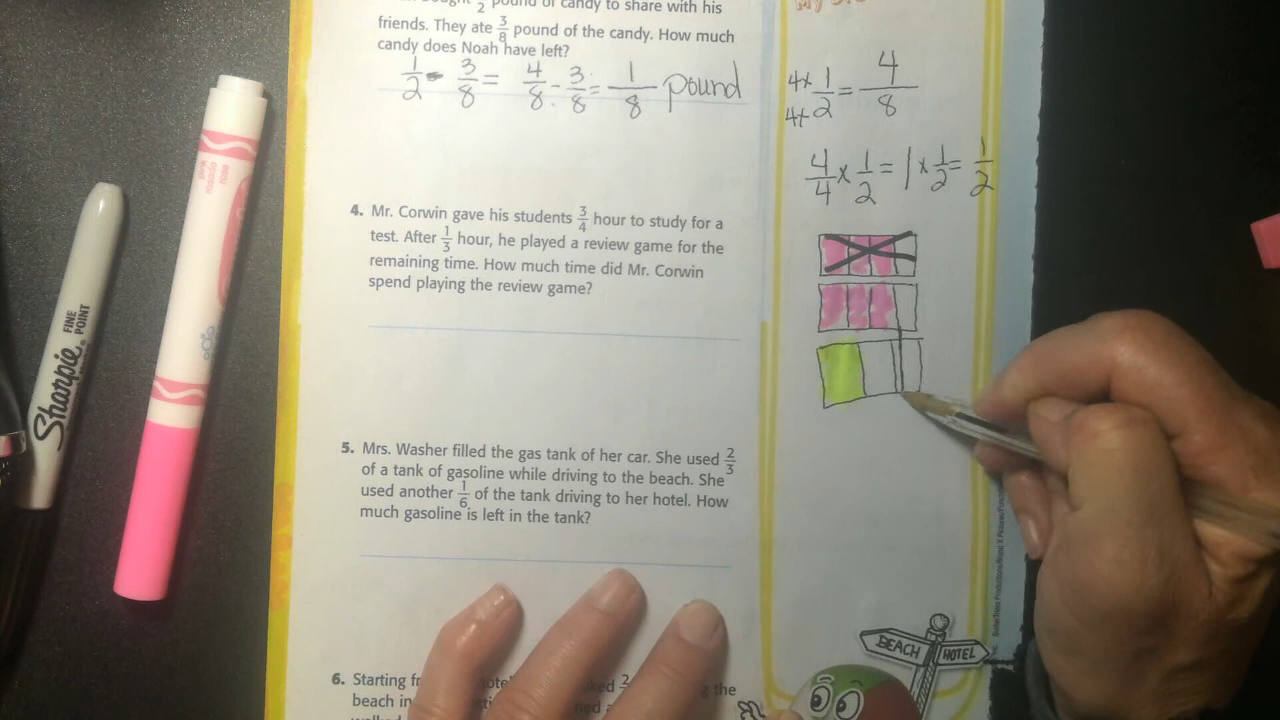 pound of candy to share with his
friends. They ate 3/8 pound of the candy. How much
candy does Noah have left?
1/2 - 3/8 = 4/8 - 3/8 = 1/8 pound
4. Mr. Corwin gave his students 3/4 hour to study for a
test. After 1/3 hour, he played a review game for the
remaining time. How much time did Mr. Corwin
spend playing the review game?
5. Mrs. Washer filled the gas tank of her car. She used 2/3
of a tank of gasoline while driving to the beach. She
used another 1/6 of the tank driving to her hotel. How
much gasoline is left in the tank?
6. Starting
the
beach in
4x 1/4x 2 = 4/8
4/4 x 1/2 = 1 x 1/2 = 1/2
BEACH
HOTEL
Sharpie
FINE
POINT